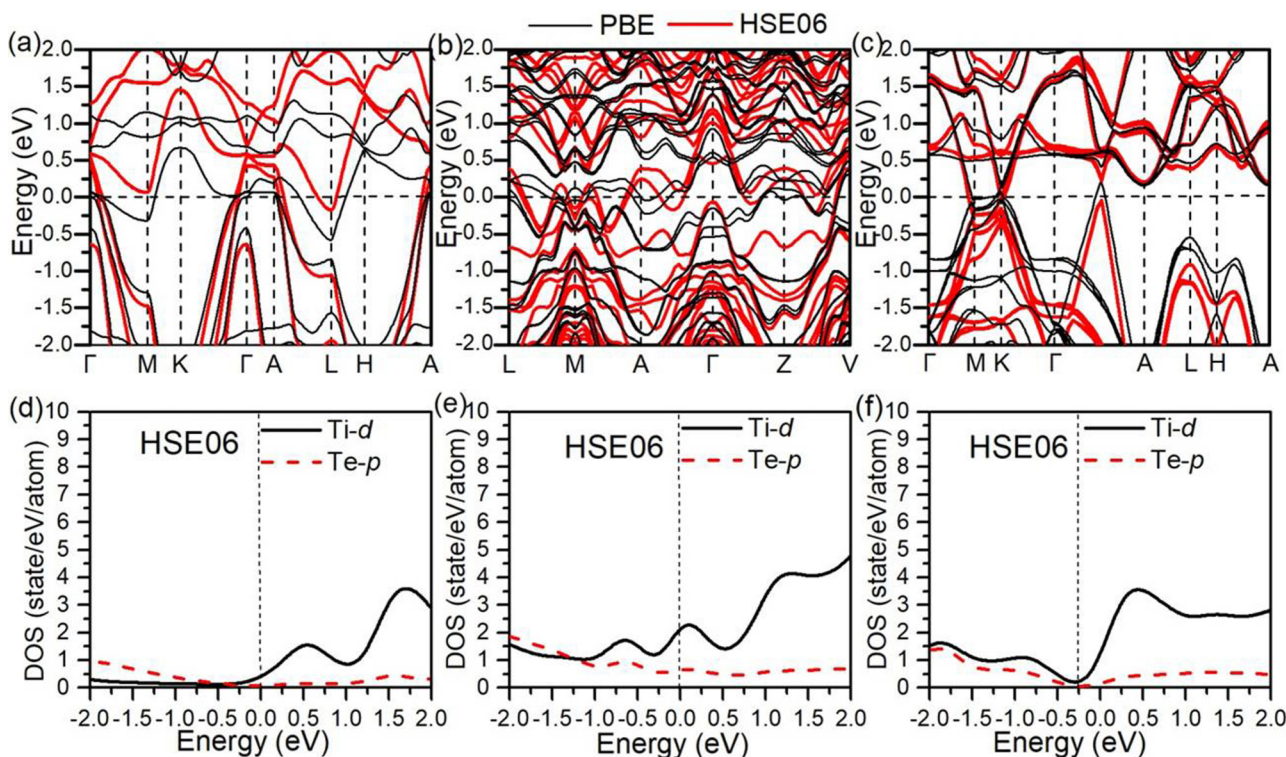 PBE HSE06
(a) (b) (c)
2.0 2.0 2.0
1.5 1.5 1.5
1.0 1.0 1.0
0.5 0.5 0.5
0.0 0.0 0.0
-0.5 -0.5 -0.5
-1.0 -1.0 -1.0
-1.5 -1.5 -1.5
-2.0 -2.0 -2.0
Energy (eV) Energy (eV) Energy (eV)
Γ M K Γ A L H A L M A Γ Z V Γ M K Γ A L H A
(d) (e) (f)
10 10 10
9 9 9
8 8 8
7 7 7
6 6 6
5 5 5
4 4 4
3 3 3
2 2 2
1 1 1
0 0 0
HSE06 Ti-d HSE06 Ti-d HSE06 Ti-d
Te-p Te-p Te-p
DOS (state/eV/atom) DOS (state/eV/atom) DOS (state/eV/atom)
-2.0 -1.5 -1.0 -0.5 0.0 0.5 1.0 1.5 2.0 -2.0 -1.5 -1.0 -0.5 0.0 0.5 1.0 1.5 2.0 -2.0 -1.5 -1.0 -0.5 0.0 0.5 1.0 1.5 2.0
Energy (eV) Energy (eV) Energy (eV)